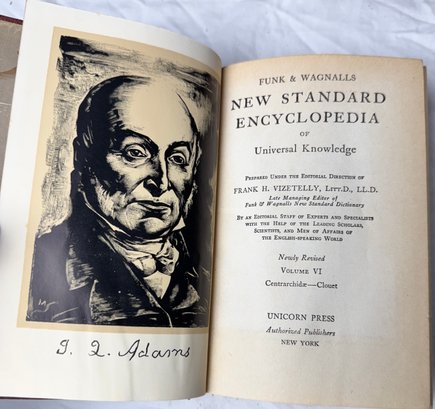 J. Q. Adams
FUNK & WAGNALLS
NEW STANDARD
ENCYCLOPEDIA
OF
Universal Knowledge
PREPARED UNDER THE EDITORIAL DIRECTION OF
FRANK H. VIZETELLY, LITT.D., LL.D.
Late Managing Editor of
Funk & Wagnalls New Standard Dictionary
BY AN EDITORIAL STAFF OF EXPERTS AND SPECIALISTS
WITH THE HELP OF THE LEADING SCHOLARS,
SCIENTISTS, AND MEN OF AFFAIRS OF
THE ENGLISH-SPEAKING WORLD
Newly Revised
VOLUME VI
Centrarchidæ—Clouet
UNICORN PRESS
Authorized Publishers
NEW YORK